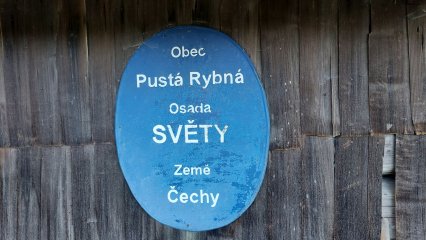 Obec
Pustá Rybná
Osada
SVĚTY
Země
Čechy